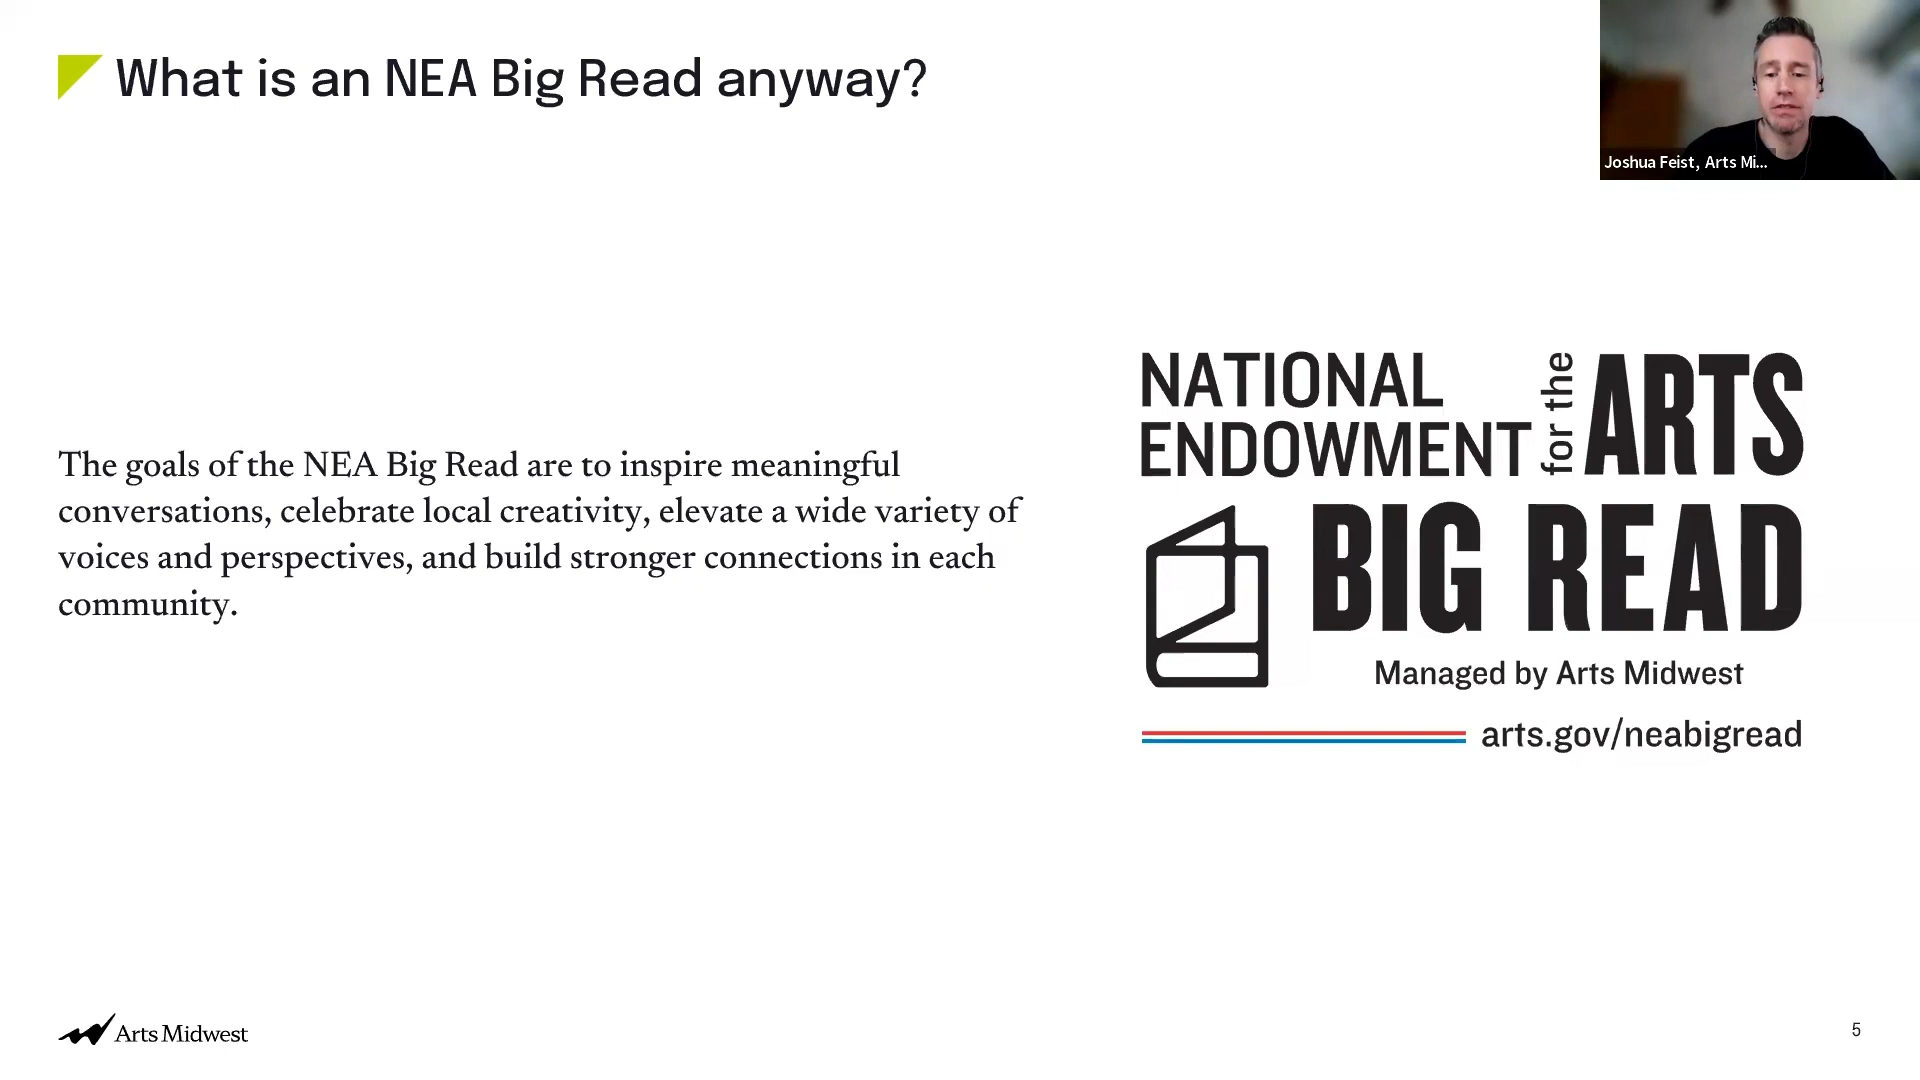 What is an NEA Big Read anyway?
Joshua Feist, Arts Mi...
The goals of the NEA Big Read are to inspire meaningful
conversations, celebrate local creativity, elevate a wide variety of
voices and perspectives, and build stronger connections in each
community.
NATIONAL
ENDOWMENT
for the
ARTS
BIG READ
Managed by Arts Midwest
arts.gov/neabigread
Arts Midwest
5